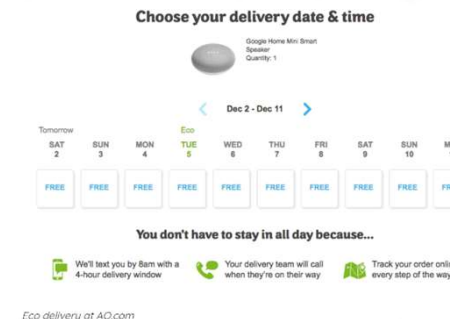 Choose your delivery date & time
Google Home Mini Smart
Speaker
Quantity: 1
Dec 2 - Dec 11
Tomorrow Eco
SAT SUN MON TUE WED THU FRI SAT SUN M
2 3 4 5 6 7 8 9 10
FREE FREE FREE FREE FREE FREE FREE FREE FREE FR
You don't have to stay in all day because...
We'll text you by 8am with a Your delivery team will call Track your order onli
4-hour delivery window when they're on their way every step of the way
Eco delivery at AO.com